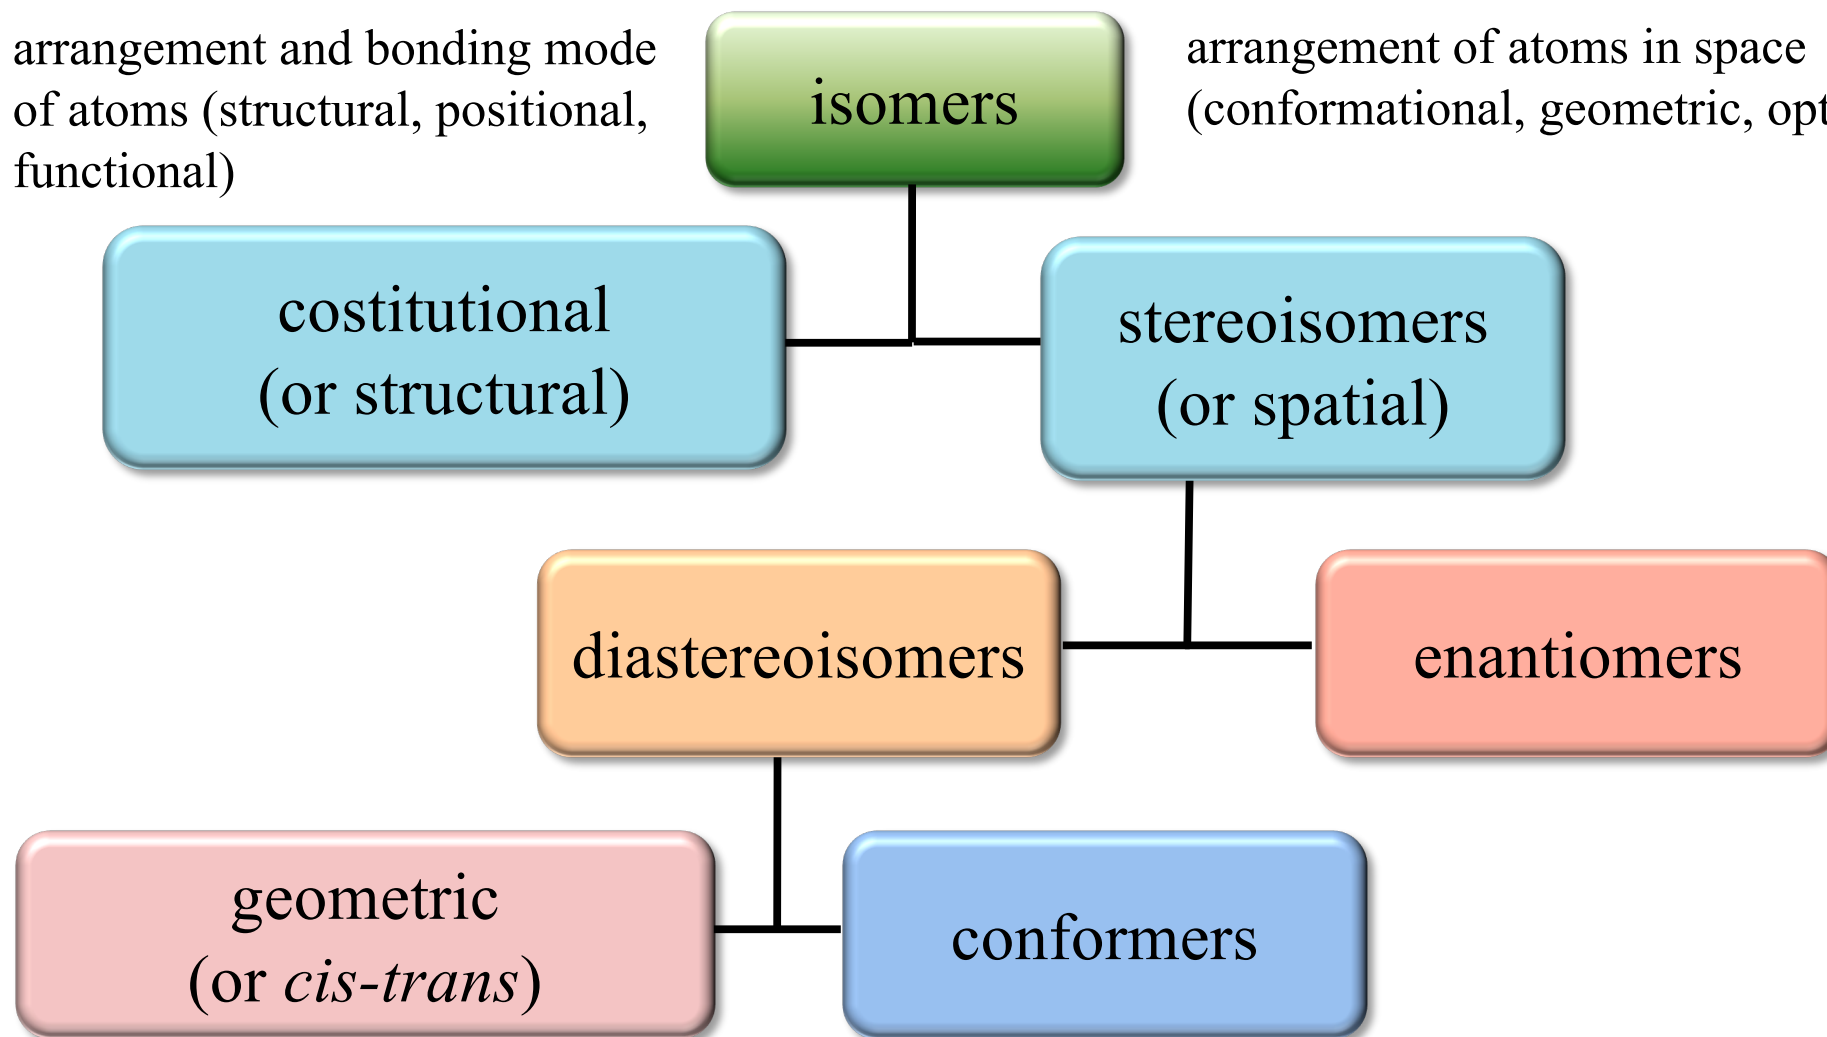 arrangement and bonding mode
of atoms (structural, positional,
functional)
isomers
arrangement of atoms in space
(conformational, geometric,
costitutional
(or structural)
stereoisomers
(or spatial)
diastereoisomers
enantiomers
geometric
(or cis-trans)
conformers